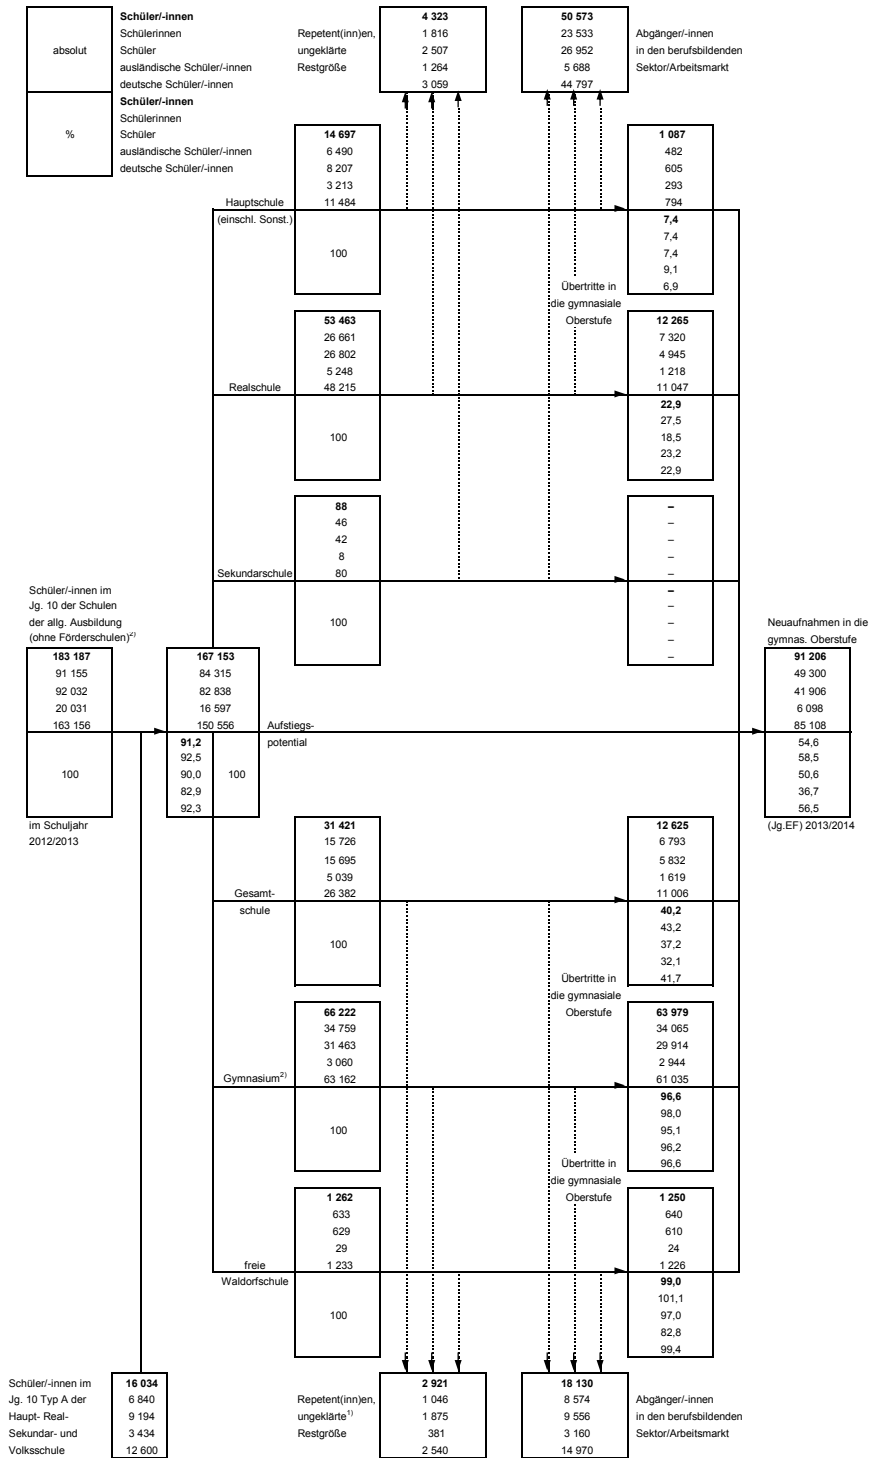 absolut
Schüler/-innen
Schülerinnen
Schüler
ausländische Schüler/-innen
deutsche Schüler/-innen
%
Schüler/-innen
Schülerinnen
Schüler
ausländische Schüler/-innen
deutsche Schüler/-innen
Repetent(inn)en,
ungeklärte
Restgröße
4 323
1 816
2 507
1 264
3 059
50 573
23 533
26 952
5 688
44 797
Abgänger/-innen
in den berufsbildenden
Sektor/Arbeitsmarkt
Hauptschule
(einschl. Sonst.)
14 697
6 490
8 207
3 213
11 484
100
1 087
482
605
293
794
7,4
7,4
7,4
9,1
6,9
Übertritte in
die gymnasiale
Oberstufe
Realschule
53 463
26 661
26 802
5 248
48 215
100
12 265
7 320
4 945
1 218
11 047
22,9
27,5
18,5
23,2
22,9
Sekundarschule
88
46
42
8
80
100
–
–
–
–
–
–
–
–
–
–
Schüler/-innen im
Jg. 10 der Schulen
der allg. Ausbildung
(ohne Förderschulen)2)
183 187
91 155
92 032
20 031
163 156
100
im Schuljahr
2012/2013
167 153
84 315
82 838
16 597
150 556
91,2
92,5
90,0
82,9
92,3
100
Aufstiegs-
potential
Neuaufnahmen in die
gymnas. Oberstufe
91 206
49 300
41 906
6 098
85 108
54,6
58,5
50,6
36,7
56,5
(Jg.EF) 2013/2014
Gesamt-
schule
31 421
15 726
15 695
5 039
26 382
100
12 625
6 793
5 832
1 619
11 006
40,2
43,2
37,2
32,1
41,7
Übertritte in
die gymnasiale
Oberstufe
Gymnasium2)
66 222
34 759
31 463
3 060
63 162
100
63 979
34 065
29 914
2 944
61 035
96,6
98,0
95,1
96,2
96,6
Übertritte in
die gymnasiale
Oberstufe
freie
Waldorfschule
1 262
633
629
29
1 233
100
1 250
640
610
24
1 226
99,0
101,1
97,0
82,8
99,4
Schüler/-innen im
Jg. 10 Typ A der
Haupt- Real-
Sekundar- und
Volksschule
16 034
6 840
9 194
3 434
12 600
Repetent(inn)en,
ungeklärte1)
Restgröße
2 921
1 046
1 875
381
2 540
18 130
8 574
9 556
3 160
14 970
Abgänger/-innen
in den berufsbildenden
Sektor/Arbeitsmarkt